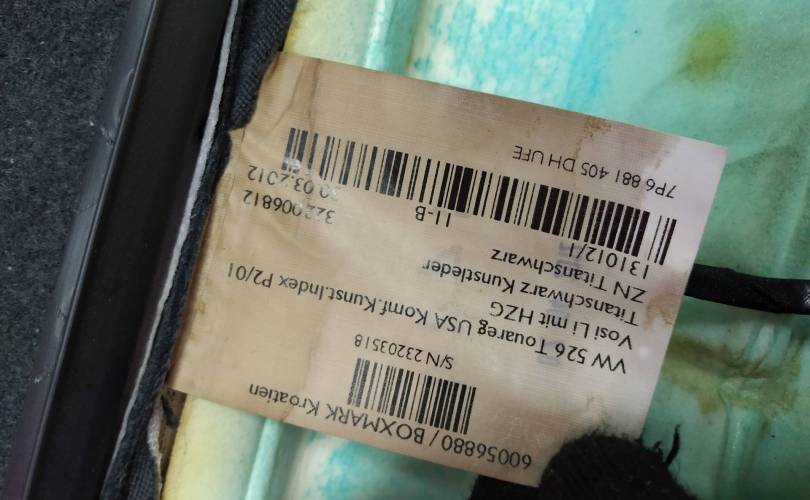 60056880 / BOXMARK Kroatien
S/N 23203518
VW 526 Touareg USA Komf.Kunst.Index P2/01
Vosi Li mit HZG
Titanschwarz Kunstleder
ZN Titanschwarz
131012/1 11-B 322006812
30.03.2012
7P6 881 405 DH UFE